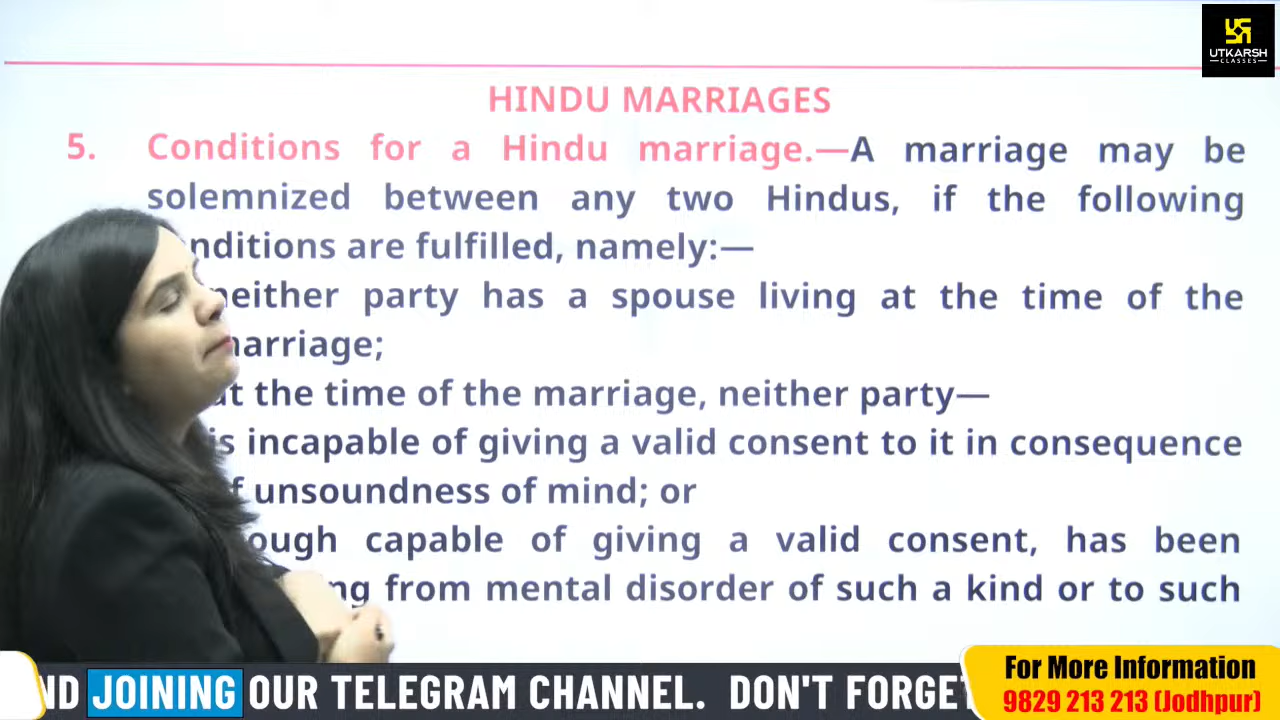 UTKARSH
CLASSES
HINDU MARRIAGES
5. Conditions for a Hindu marriage.—A marriage may be
solemnized between any two Hindus, if the following
nditions are fulfilled, namely:—
neither party has a spouse living at the time of the
arriage;
at the time of the marriage, neither party—
is incapable of giving a valid consent to it in consequence
f unsoundness of mind; or
ough capable of giving a valid consent, has been
ng from mental disorder of such a kind or to such
ND JOINING OUR TELEGRAM CHANNEL. DON'T FORGET
For More Information
9829 213 213 (Jodhpur)